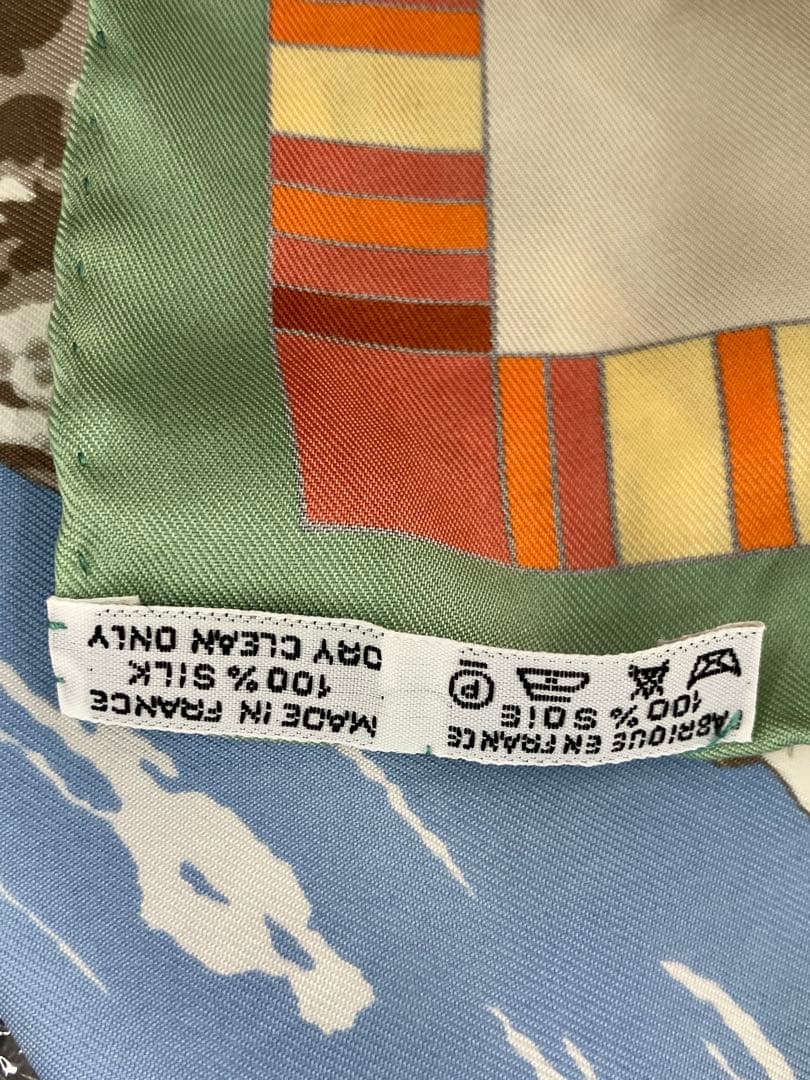 FABRIQUE EN FRANCE
100% SOIE
P
MADE IN FRANCE
100% SILK
DRY CLEAN ONLY